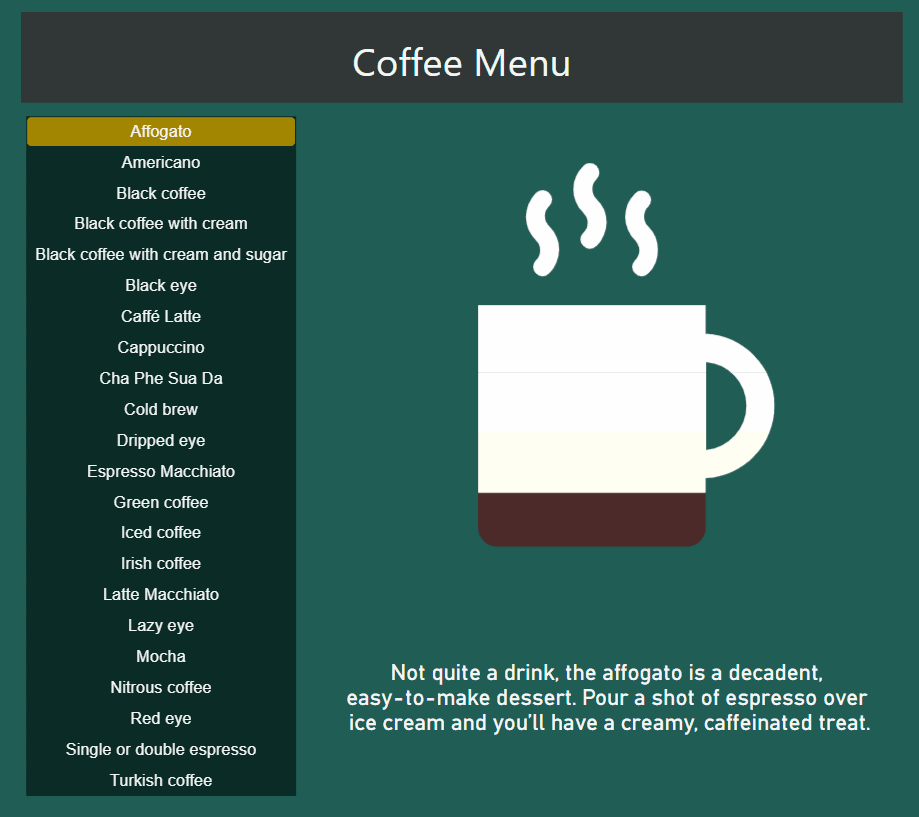 Coffee Menu
Affogato
Americano
Black coffee
Black coffee with cream
Black coffee with cream and sugar
Black eye
Caffé Latte
Cappuccino
Cha Phe Sua Da
Cold brew
Dripped eye
Espresso Macchiato
Green coffee
Iced coffee
Irish coffee
Latte Macchiato
Lazy eye
Mocha
Nitrous coffee
Red eye
Single or double espresso
Turkish coffee
Not quite a drink, the affogato is a decadent,
easy-to-make dessert. Pour a shot of espresso over
ice cream and you’ll have a creamy, caffeinated treat.